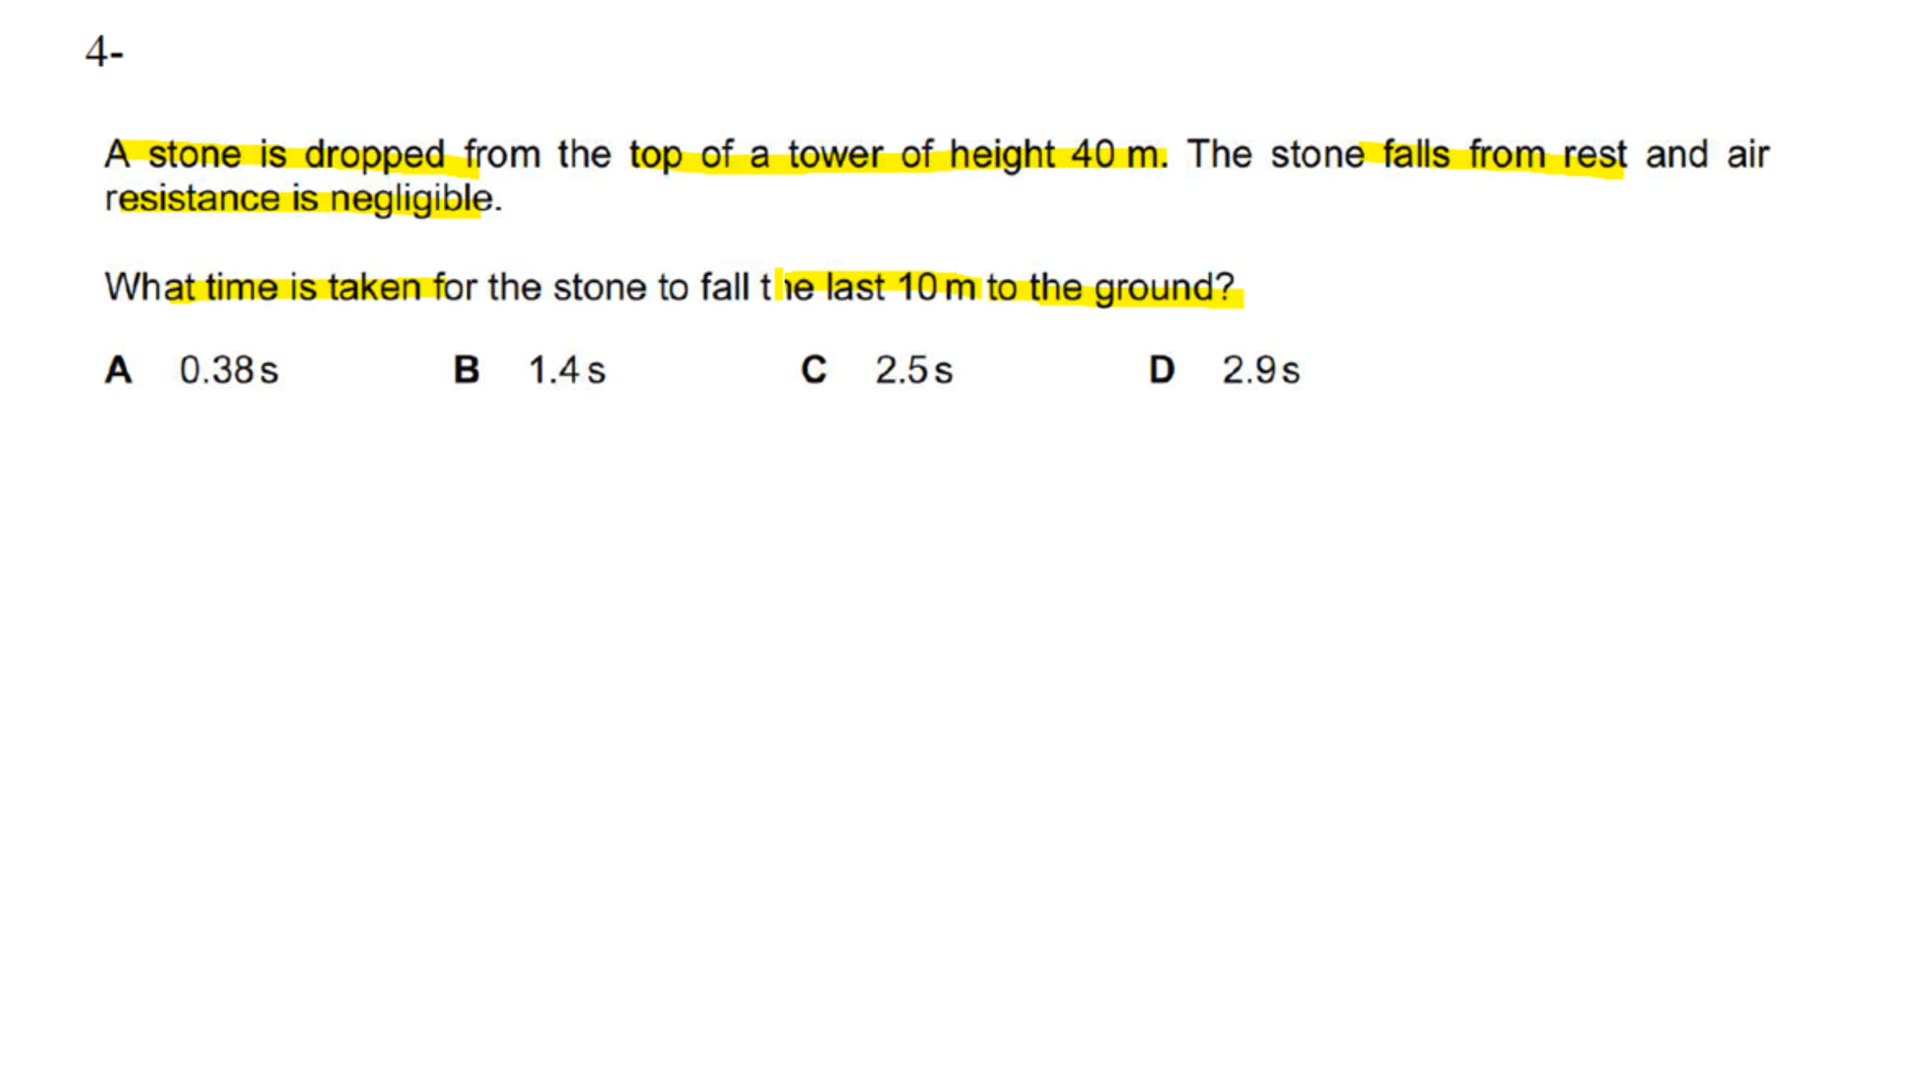 4-
A stone is dropped from the top of a tower of height 40 m. The stone falls from rest and air
resistance is negligible.
What time is taken for the stone to fall the last 10 m to the ground?
A 0.38 s B 1.4 s C 2.5 s D 2.9 s